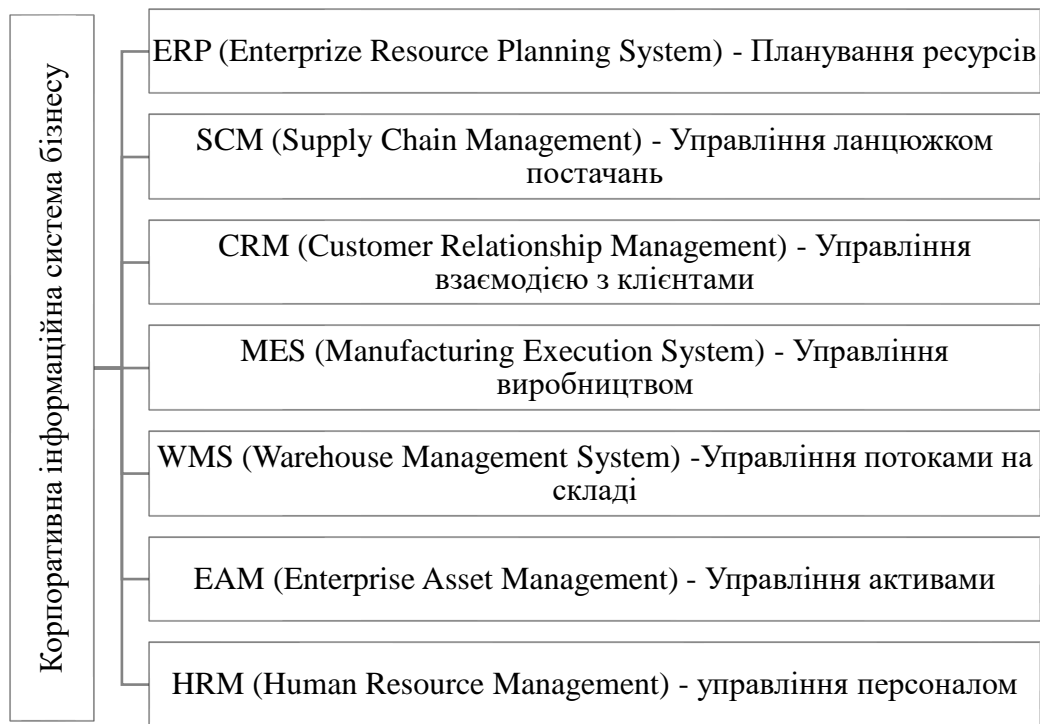 Корпоративна інформаційна система бізнесу
ERP (Enterprize Resource Planning System) - Планування ресурсів
SCM (Supply Chain Management) - Управління ланцюжком
постачань
CRM (Customer Relationship Management) - Управління
взаємодією з клієнтами
MES (Manufacturing Execution System) - Управління
виробництвом
WMS (Warehouse Management System) -Управління потоками на
складі
EAM (Enterprise Asset Management) - Управління активами
HRM (Human Resource Management) - управління персоналом